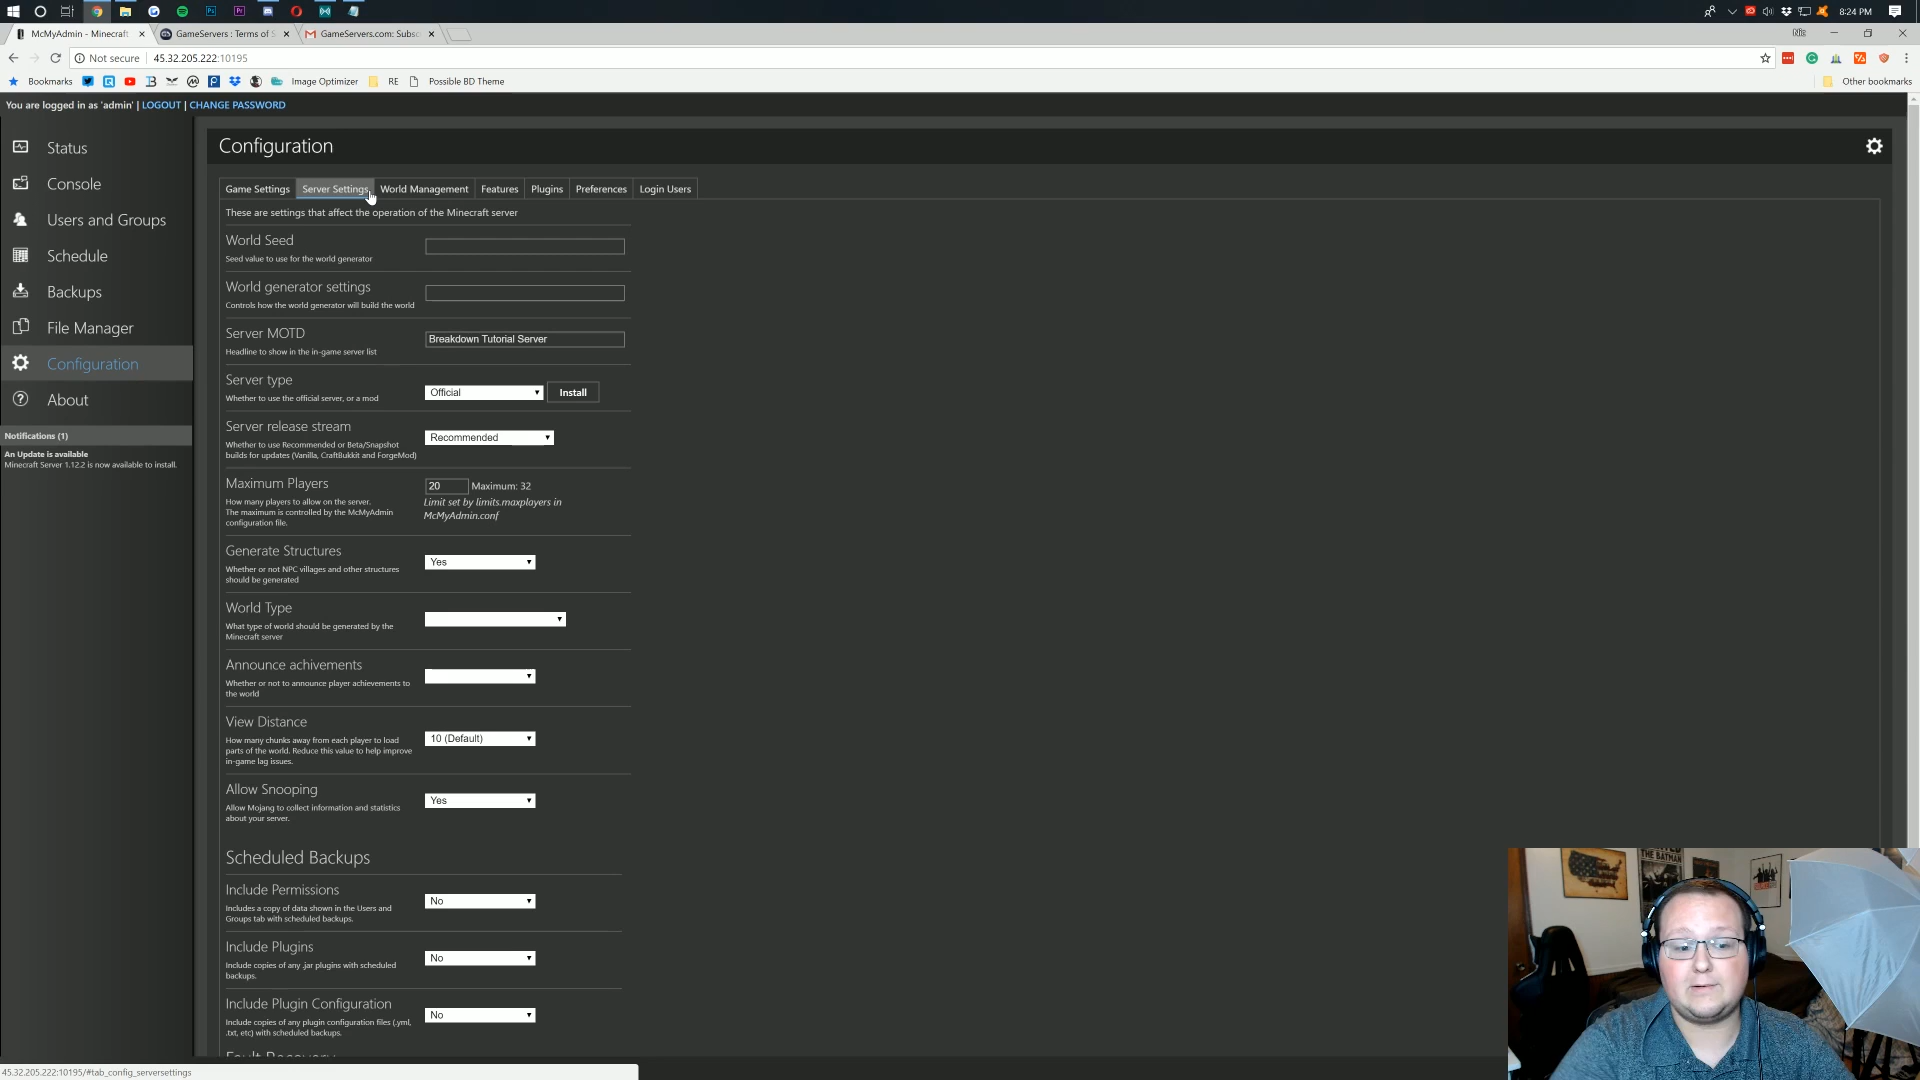 8:24 PM
McMyAdmin - Minecraft
GameServers : Terms of S
GameServers.com: Subsc
Not secure
45.32.205.222:10195
Bookmarks
Image Optimizer
RE
Possible BD Theme
Other bookmarks
You are logged in as 'admin' | LOGOUT | CHANGE PASSWORD
Status
Console
Users and Groups
Schedule
Backups
File Manager
Configuration
About
Notifications (1)
An Update is available
Minecraft Server 1.12.2 is now available to install.
Configuration
Game Settings
Server Settings
World Management
Features
Plugins
Preferences
Login Users
These are settings that affect the operation of the Minecraft server
World Seed
Seed value to use for the world generator
World generator settings
Controls how the world generator will build the world
Server MOTD
Headline to show in the in-game server list
Breakdown Tutorial Server
Server type
Whether to use the official server, or a mod
Official
Install
Server release stream
Whether to use Recommended or Beta/Snapshot
builds for updates (Vanilla, CraftBukkit and ForgeMod)
Recommended
Maximum Players
How many players to allow on the server.
The maximum is controlled by the McMyAdmin
configuration file.
20
Maximum: 32
Limit set by limits.maxplayers in
McMyAdmin.conf
Generate Structures
Whether or not NPC villages and other structures
should be generated
Yes
World Type
What type of world should be generated by the
Minecraft server
Announce achivements
Whether or not to announce player achievements to
the world
View Distance
How many chunks away from each player to load
parts of the world. Reduce this value to help improve
in-game lag issues.
10 (Default)
Allow Snooping
Allow Mojang to collect information and statistics
about your server.
Yes
Scheduled Backups
Include Permissions
Includes a copy of data shown in the Users and
Groups tab with scheduled backups.
No
Include Plugins
Include copies of any .jar plugins with scheduled
backups.
No
Include Plugin Configuration
Include copies of any plugin configuration files (.yml,
.txt, etc) with scheduled backups.
No
Fault Recovery
45.32.205.222:10195/#tab_config_serversettings
THE BATMAN